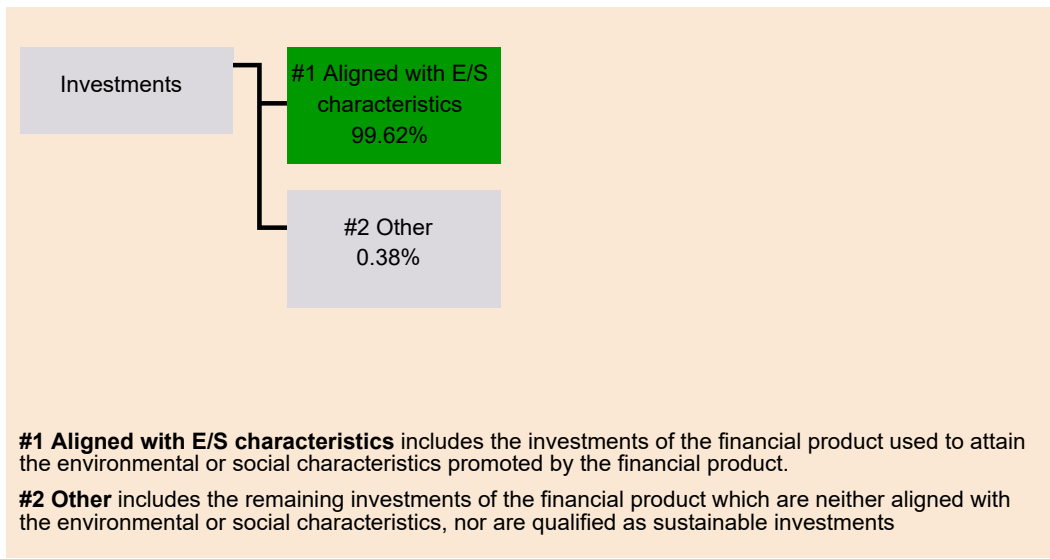 Investments
#1 Aligned with E/S
characteristics
99.62%
#2 Other
0.38%
#1 Aligned with E/S characteristics includes the investments of the financial product used to attain
the environmental or social characteristics promoted by the financial product.
#2 Other includes the remaining investments of the financial product which are neither aligned with
the environmental or social characteristics, nor are qualified as sustainable investments